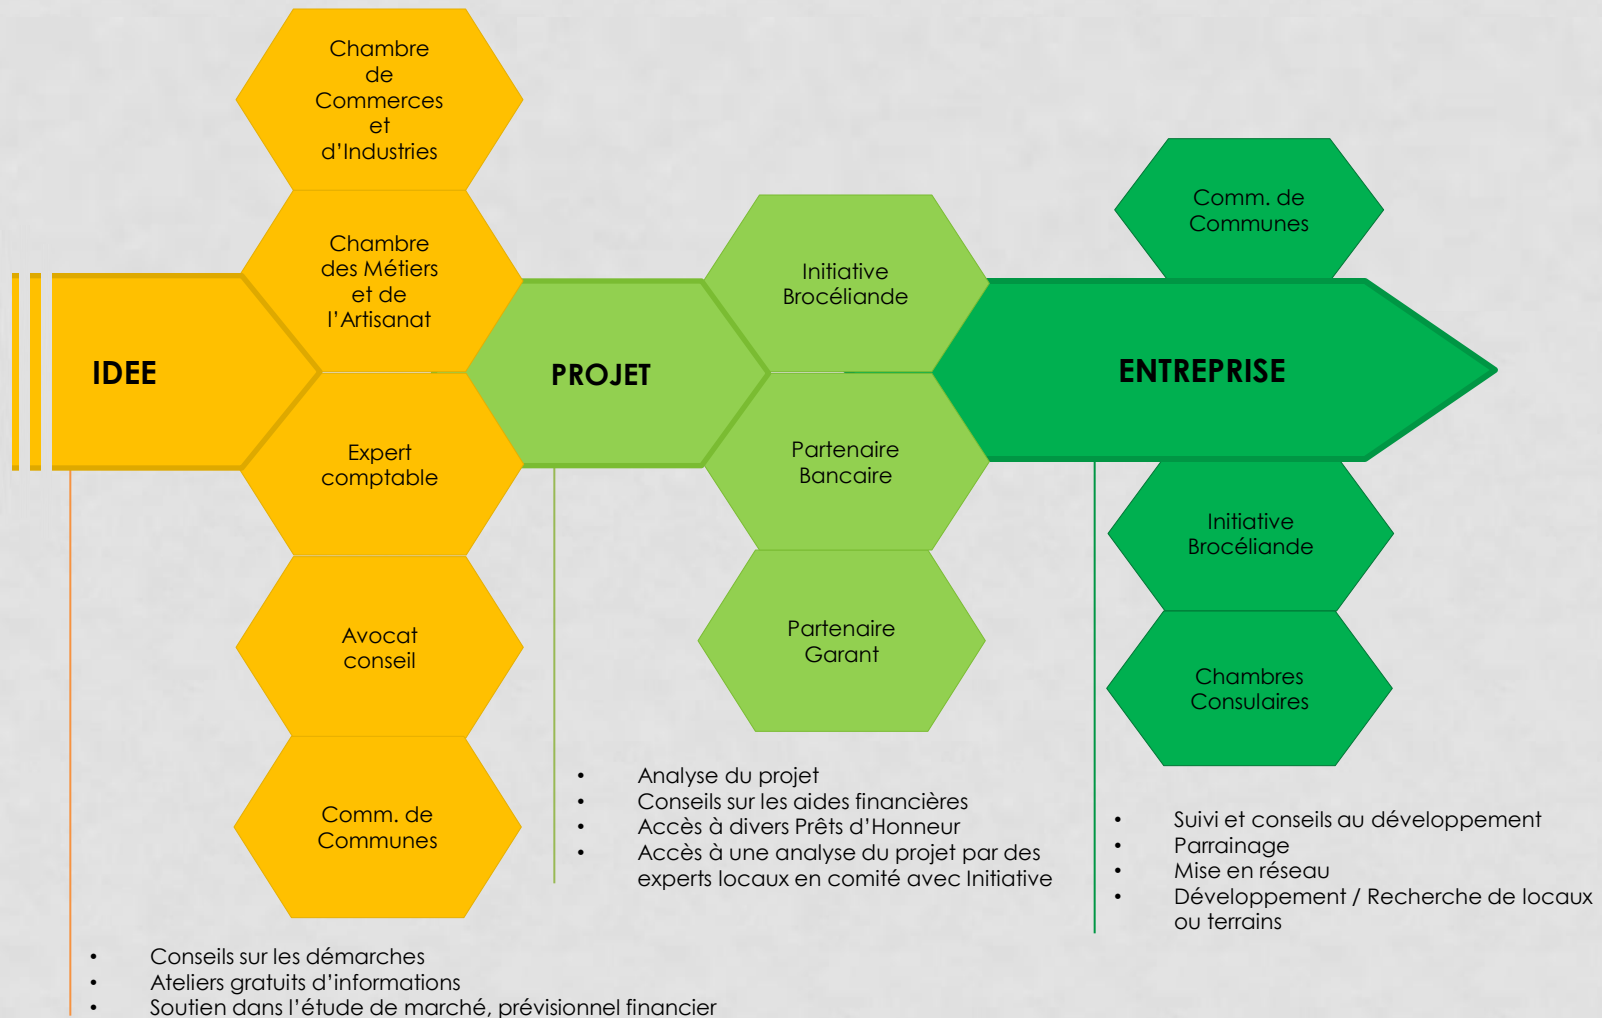 Chambre
de
Commerces
et
d’Industries
Chambre
des Métiers
et de
l’Artisanat
IDEE
Expert
comptable
Avocat
conseil
Comm. de
Communes
• Conseils sur les démarches
• Ateliers gratuits d’informations
• Soutien dans l’étude de marché, prévisionnel financier
PROJET
Initiative
Brocéliande
Partenaire
Bancaire
Partenaire
Garant
• Analyse du projet
• Conseils sur les aides financières
• Accès à divers Prêts d’Honneur
• Accès à une analyse du projet par des
experts locaux en comité avec Initiative
Comm. de
Communes
ENTREPRISE
Initiative
Brocéliande
Chambres
Consulaires
• Suivi et conseils au développement
• Parrainage
• Mise en réseau
• Développement / Recherche de locaux
ou terrains